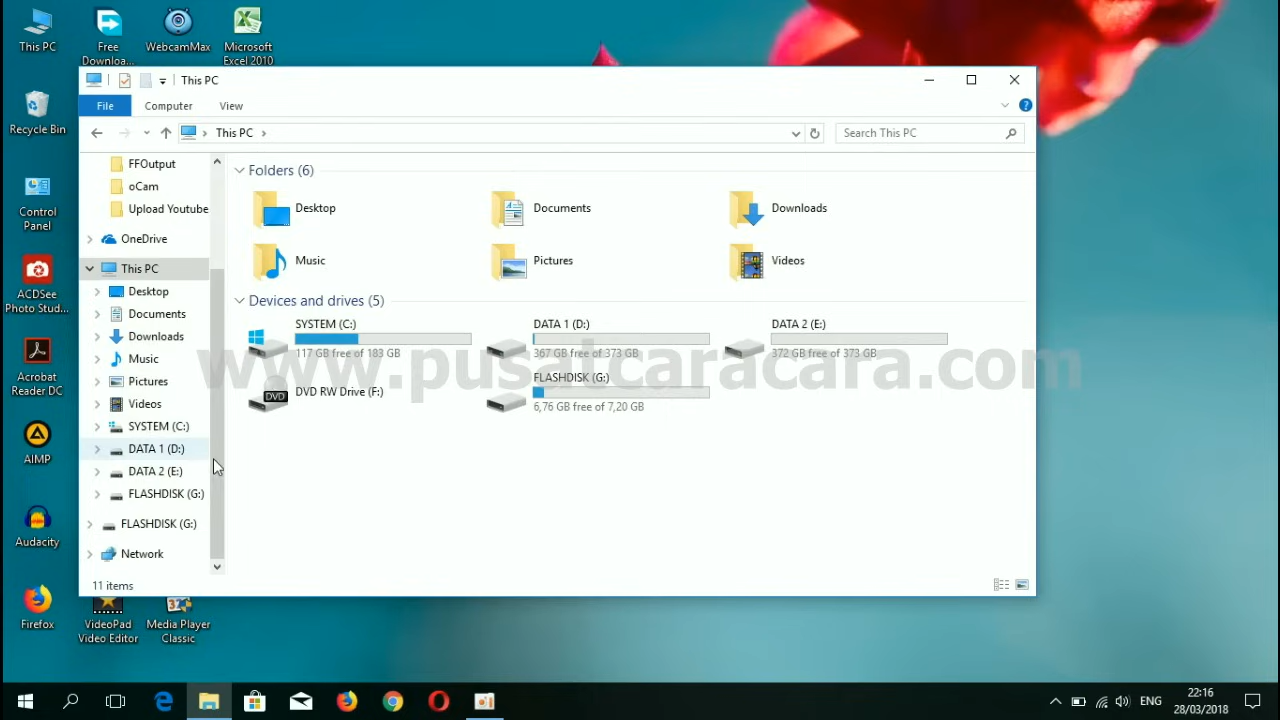 This PC
Free
Downloa...
WebcamMax
Microsoft
Excel 2010
Recycle Bin
Control
Panel
ACDSee
Photo Stud...
Acrobat
Reader DC
AIMP
Audacity
Firefox
VideoPad
Video Editor
Media Player
Classic
This PC
File
Computer
View
This PC
Search This PC
FFOutput
oCam
Upload Youtube
OneDrive
This PC
Desktop
Documents
Downloads
Music
Pictures
Videos
SYSTEM (C:)
DATA 1 (D:)
DATA 2 (E:)
FLASHDISK (G:)
FLASHDISK (G:)
Network
Folders (6)
Desktop
Documents
Downloads
Music
Pictures
Videos
Devices and drives (5)
SYSTEM (C:)
117 GB free of 183 GB
DATA 1 (D:)
367 GB free of 373 GB
DATA 2 (E:)
372 GB free of 373 GB
DVD
DVD RW Drive (F:)
FLASHDISK (G:)
6,76 GB free of 7,20 GB
www.pusatcaracara.com
11 items
ENG
22:16
28/03/2018